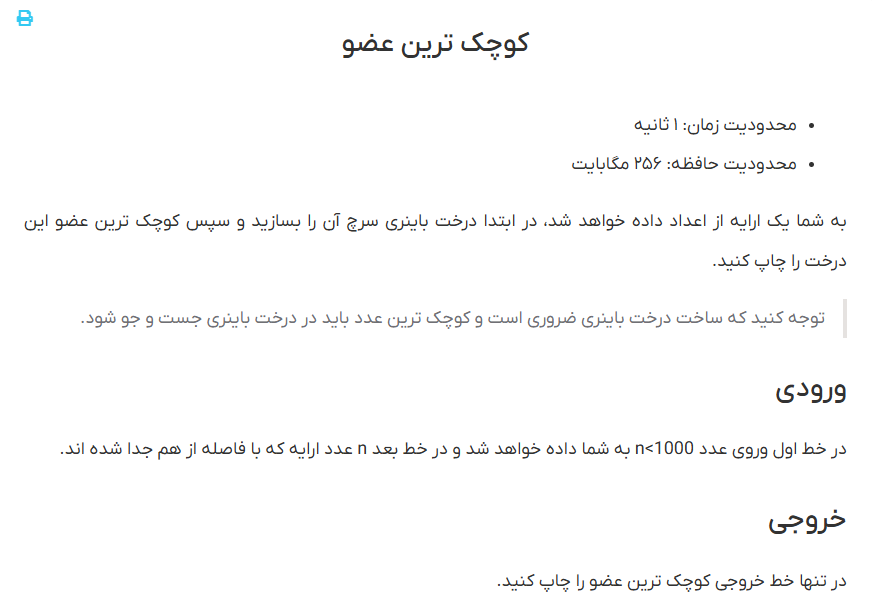 کوچک ترین عضو
محدودیت زمان: ۱ ثانیه
محدودیت حافظه: ۲۵۶ مگابایت
به شما یک ارایه از اعداد داده خواهد شد، در ابتدا درخت باینری سرچ آن را بسازید و سپس کوچک ترین عضو این
درخت را چاپ کنید.
توجه کنید که ساخت درخت باینری ضروری است و کوچک ترین عدد باید در درخت باینری جست و جو شود.
ورودی
در خط اول وروی عدد n<1000 به شما داده خواهد شد و در خط بعد n عدد ارایه که با فاصله از هم جدا شده اند.
خروجی
در تنها خط خروجی کوچک ترین عضو را چاپ کنید.